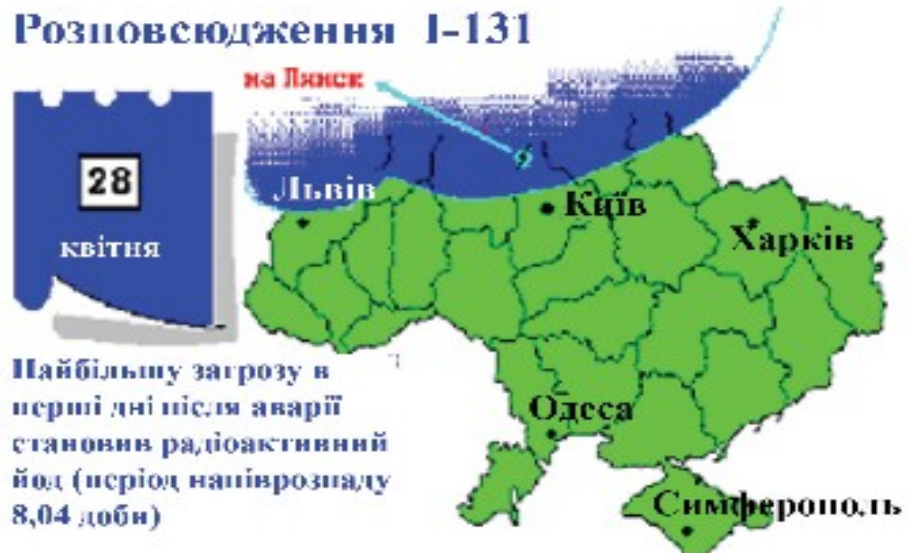 Розповсюдження I-131
на Пинск
28
квітня
Львів
Київ
Харків
Одеса
Симферополь
Найбільшу загрозу в
перші дні після аварії
становив радіоактивний
йод (період напіврозпаду
8,04 доби)